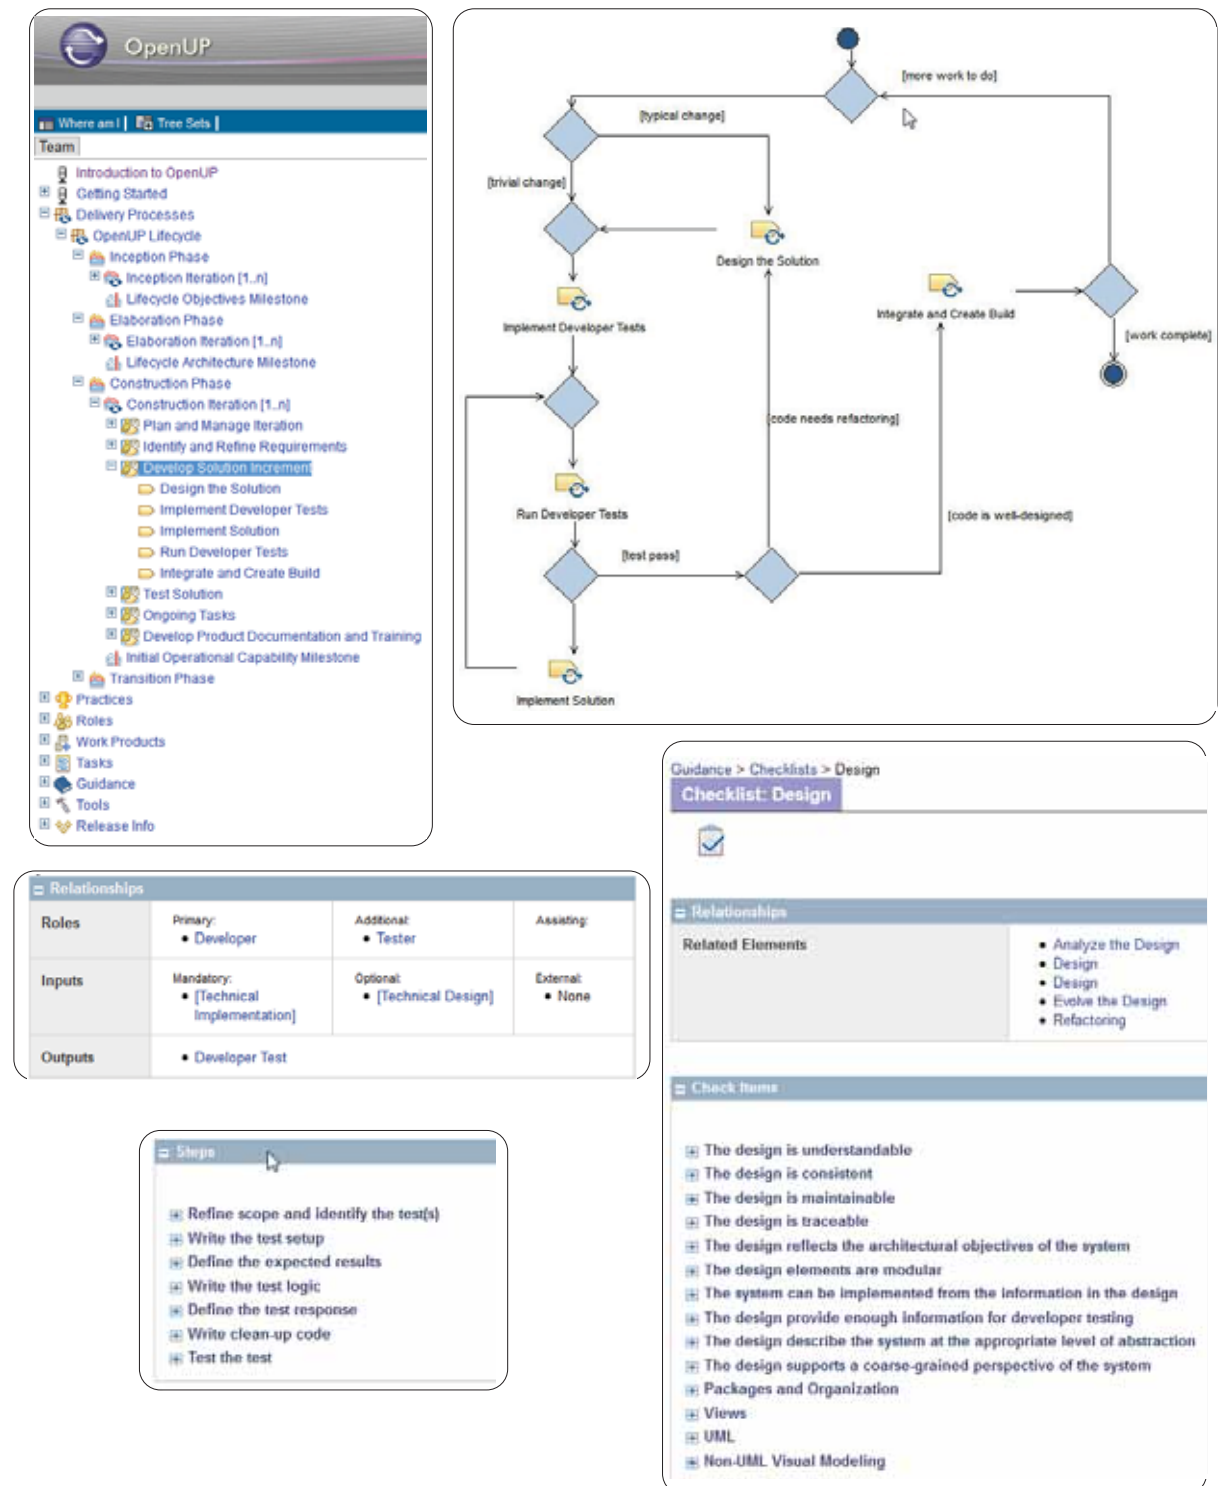 OpenUP
Where am I
Tree Sets
Team
Introduction to OpenUP
Getting Started
Delivery Processes
OpenUP Lifecycle
Inception Phase
Inception Iteration [1..n]
Lifecycle Objectives Milestone
Elaboration Phase
Elaboration Iteration [1..n]
Lifecycle Architecture Milestone
Construction Phase
Construction Iteration [1..n]
Plan and Manage Iteration
Identify and Refine Requirements
Develop Solution Increment
Design the Solution
Implement Developer Tests
Implement Solution
Run Developer Tests
Integrate and Create Build
Test Solution
Ongoing Tasks
Develop Product Documentation and Training
Initial Operational Capability Milestone
Transition Phase
Practices
Roles
Work Products
Tasks
Guidance
Tools
Release Info
[more work to do]
[typical change]
[trivial change]
Design the Solution
Implement Developer Tests
Integrate and Create Build
[work complete]
[code needs refactoring]
Run Developer Tests
[code is well-designed]
[test pass]
Implement Solution
Relationships
Roles
Primary:
Developer
Additional:
Tester
Assisting:
Inputs
Mandatory:
[Technical
Implementation]
Optional:
[Technical Design]
External:
None
Outputs
Developer Test
Steps
Refine scope and identify the test(s)
Write the test setup
Define the expected results
Write the test logic
Define the test response
Write clean-up code
Test the test
Guidance > Checklists > Design
Checklist: Design
Relationships
Related Elements
Analyze the Design
Design
Design
Evolve the Design
Refactoring
Check Items
The design is understandable
The design is consistent
The design is maintainable
The design is traceable
The design reflects the architectural objectives of the system
The design elements are modular
The system can be implemented from the information in the design
The design provide enough information for developer testing
The design describe the system at the appropriate level of abstraction
The design supports a coarse-grained perspective of the system
Packages and Organization
Views
UML
Non-UML Visual Modeling